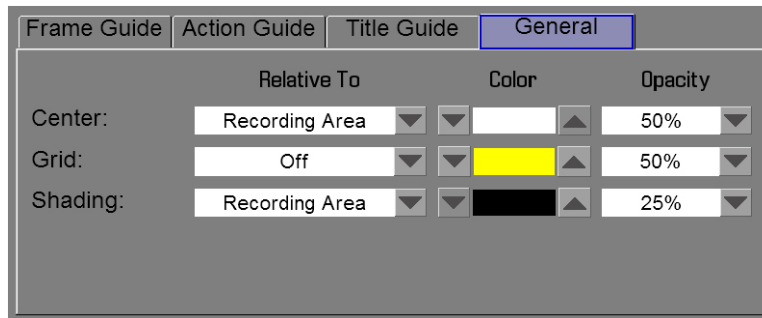 Frame Guide Action Guide Title Guide General
Relative To Color Opacity
Center: Recording Area 50%
Grid: Off 50%
Shading: Recording Area 25%